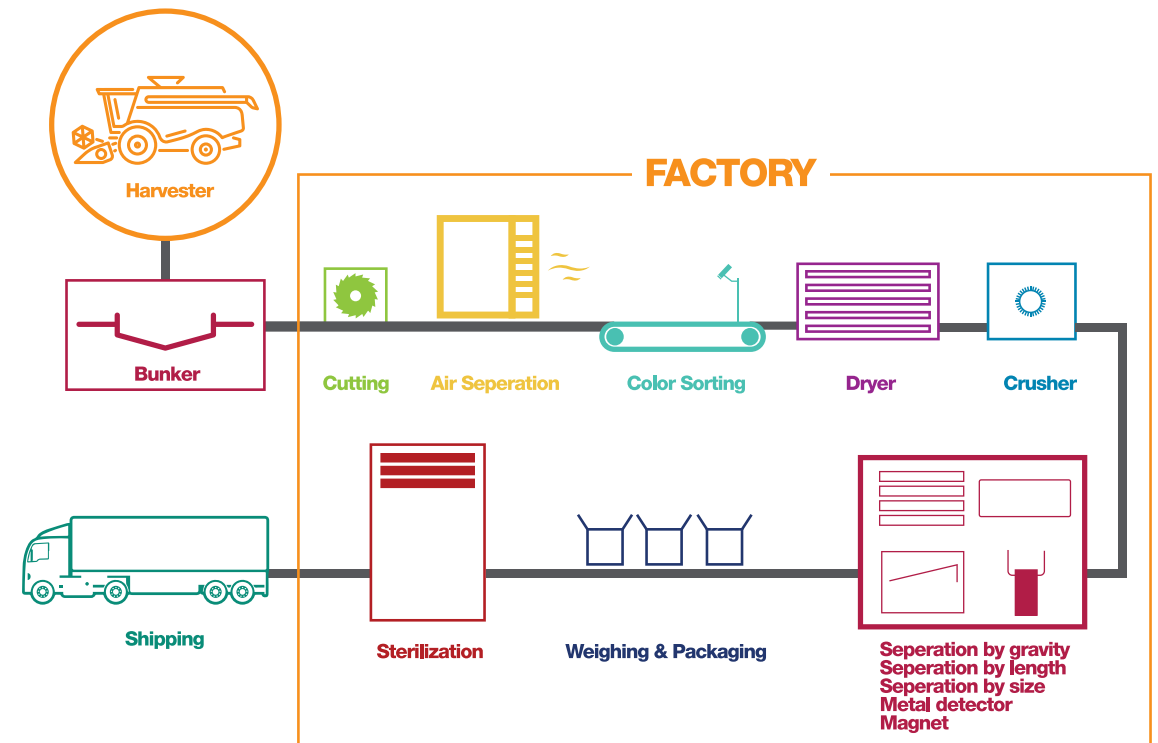 FACTORY
Harvester
Bunker
Cutting
Air Seperation
Color Sorting
Dryer
Crusher
Shipping
Sterilization
Weighing & Packaging
Seperation by gravity
Seperation by length
Seperation by size
Metal detector
Magnet